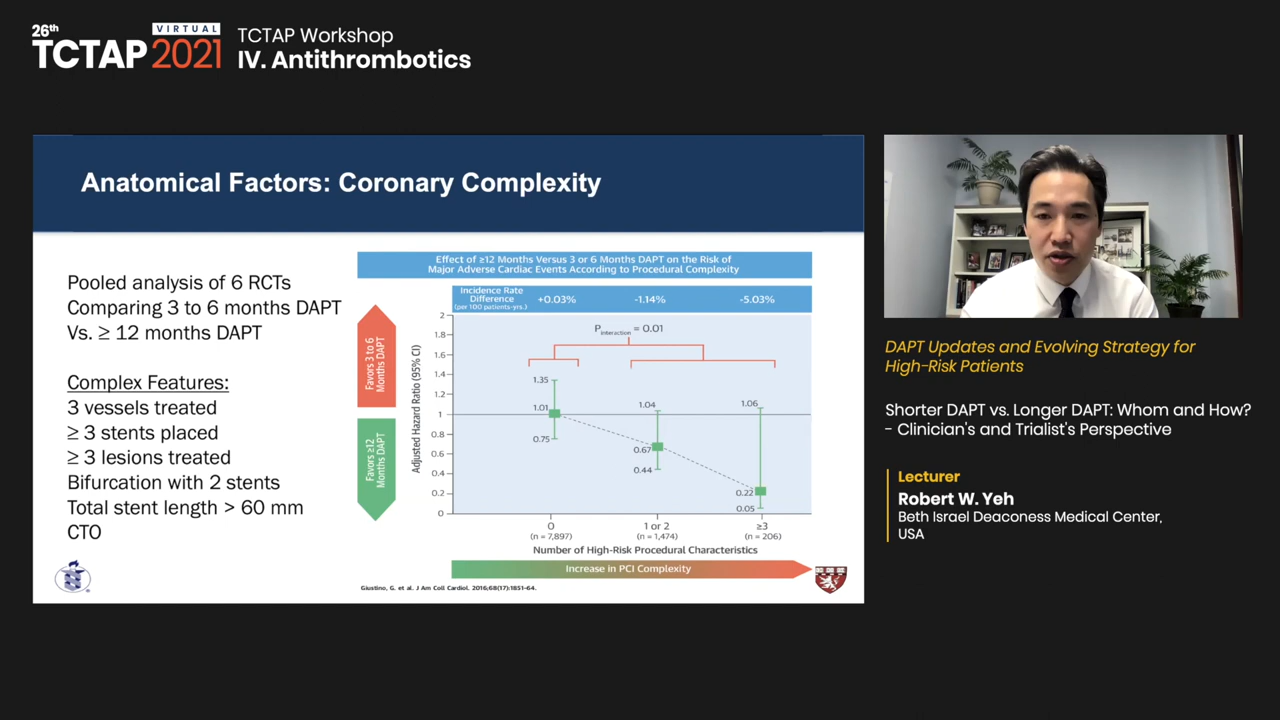 26th
VIRTUAL
TCTAP 2021
TCTAP Workshop
IV. Antithrombotics
Anatomical Factors: Coronary Complexity
Pooled analysis of 6 RCTs
Comparing 3 to 6 months DAPT
Vs. ≥ 12 months DAPT
Complex Features:
3 vessels treated
≥ 3 stents placed
≥ 3 lesions treated
Bifurcation with 2 stents
Total stent length > 60 mm
CTO
Effect of ≥12 Months Versus 3 or 6 Months DAPT on the Risk of
Major Adverse Cardiac Events According to Procedural Complexity
Incidence Rate
Difference
(per 100 patients-yrs.)
+0.03%
-1.14%
-5.03%
Favors 3 to 6
Months DAPT
Favors ≥12
Months DAPT
Adjusted Hazard Ratio (95% CI)
2
1.8
1.6
1.4
1.2
1
0.8
0.6
0.4
0.2
0
Pinteraction = 0.01
1.35
1.01
0.75
1.04
0.67
0.44
1.06
0.22
0.05
0
(n = 7,897)
1 or 2
(n = 1,474)
≥3
(n = 206)
Number of High-Risk Procedural Characteristics
Increase in PCI Complexity
Giustino, G. et al. J Am Coll Cardiol. 2016;68(17):1851-64.
DAPT Updates and Evolving Strategy for
High-Risk Patients
Shorter DAPT vs. Longer DAPT: Whom and How?
- Clinician's and Trialist's Perspective
Lecturer
Robert W. Yeh
Beth Israel Deaconess Medical Center,
USA